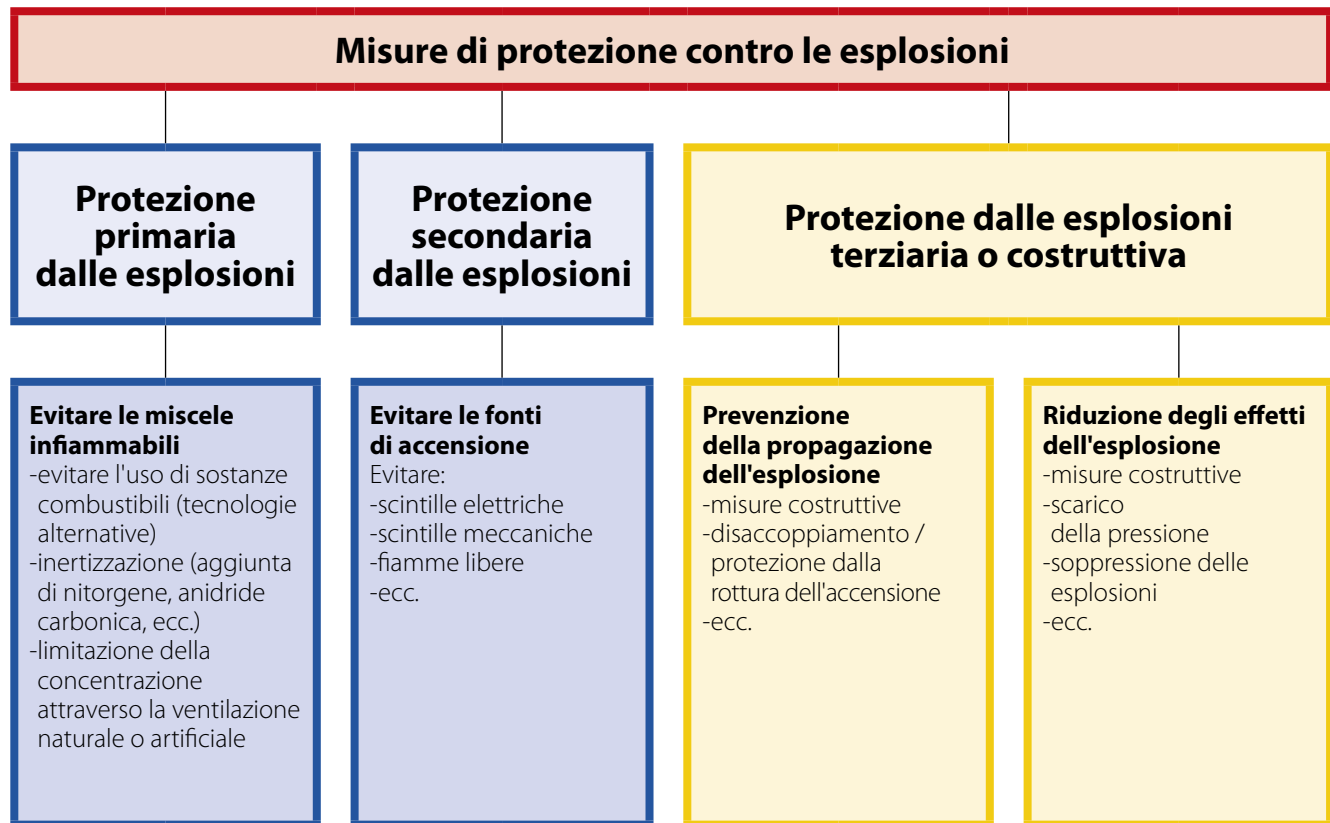 Misure di protezione contro le esplosioni
Protezione
primaria
dalle esplosioni
Protezione
secondaria
dalle esplosioni
Protezione dalle esplosioni
terziaria o costruttiva
Evitare le miscele
infiammabili
-evitare l'uso di sostanze
combustibili (tecnologie
alternative)
-inertizzazione (aggiunta
di nitorgene, anidride
carbonica, ecc.)
-limitazione della
concentrazione
attraverso la ventilazione
naturale o artificiale
Evitare le fonti
di accensione
Evitare:
-scintille elettriche
-scintille meccaniche
-fiamme libere
-ecc.
Prevenzione
della propagazione
dell'esplosione
-misure costruttive
-disaccoppiamento /
protezione dalla
rottura dell'accensione
-ecc.
Riduzione degli effetti
dell'esplosione
-misure costruttive
-scarico
della pressione
-soppressione delle
esplosioni
-ecc.